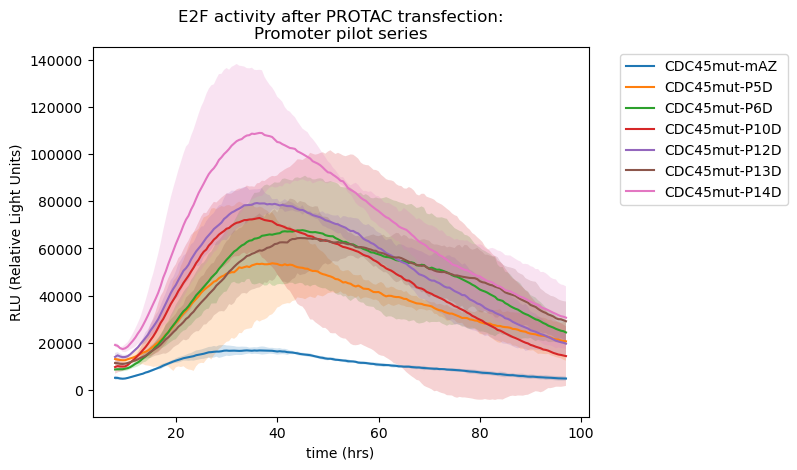 E2F activity after PROTAC transfection:
Promoter pilot series
RLU (Relative Light Units)
140000
120000
100000
80000
60000
40000
20000
0
20
40
60
80
100
time (hrs)
CDC45mut-mAZ
CDC45mut-P5D
CDC45mut-P6D
CDC45mut-P10D
CDC45mut-P12D
CDC45mut-P13D
CDC45mut-P14D